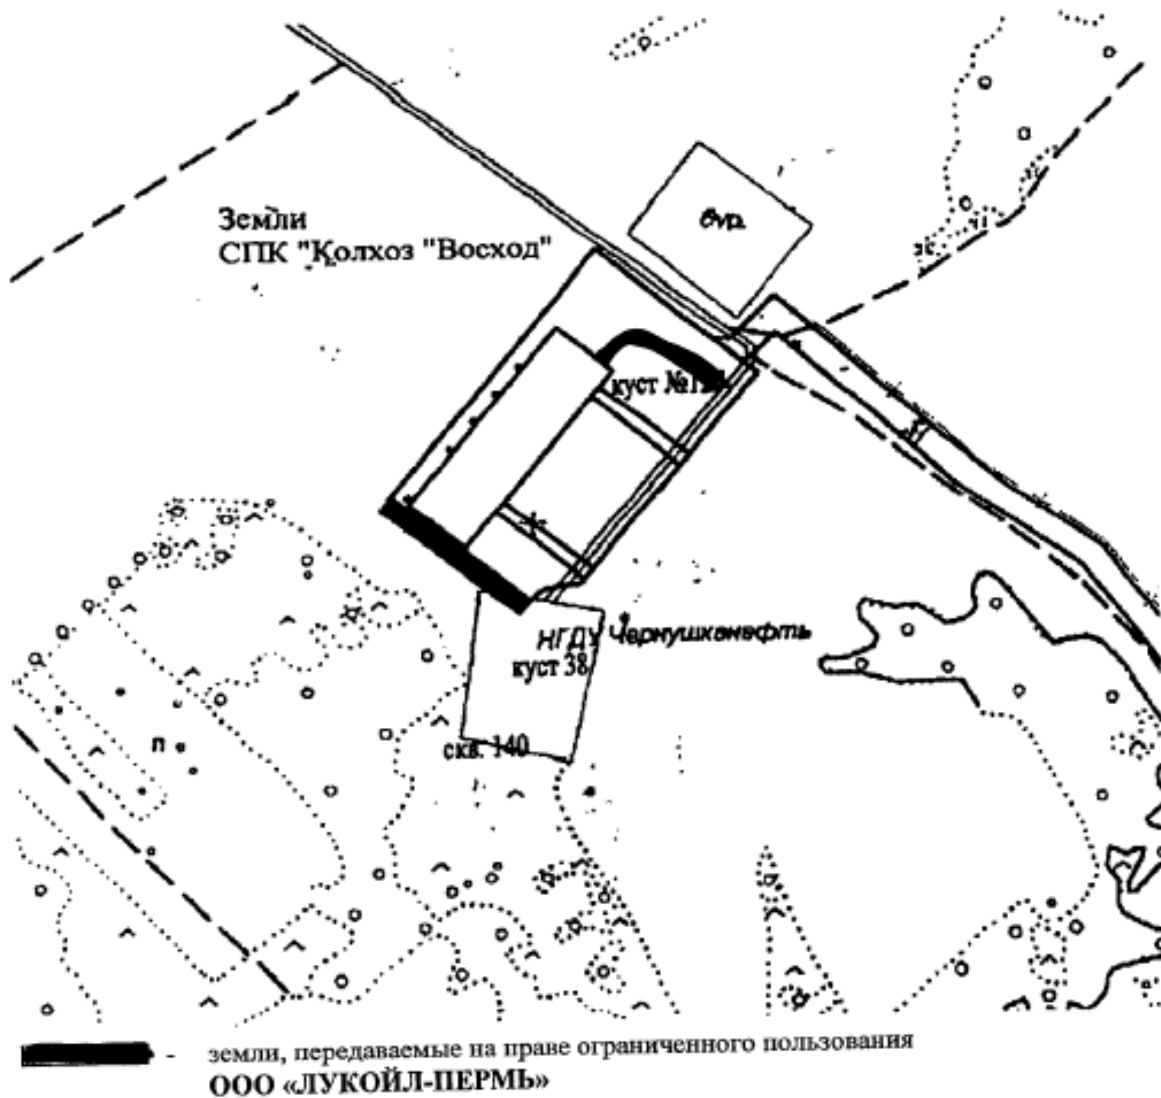 Земли
СПК "Колхоз "Восход"
бур.
куст №
НГДУ Чернушканефть
куст 38
скв. 140
п
- земли, передаваемые на праве ограниченного пользования
ООО «ЛУКОЙЛ-ПЕРМЬ»